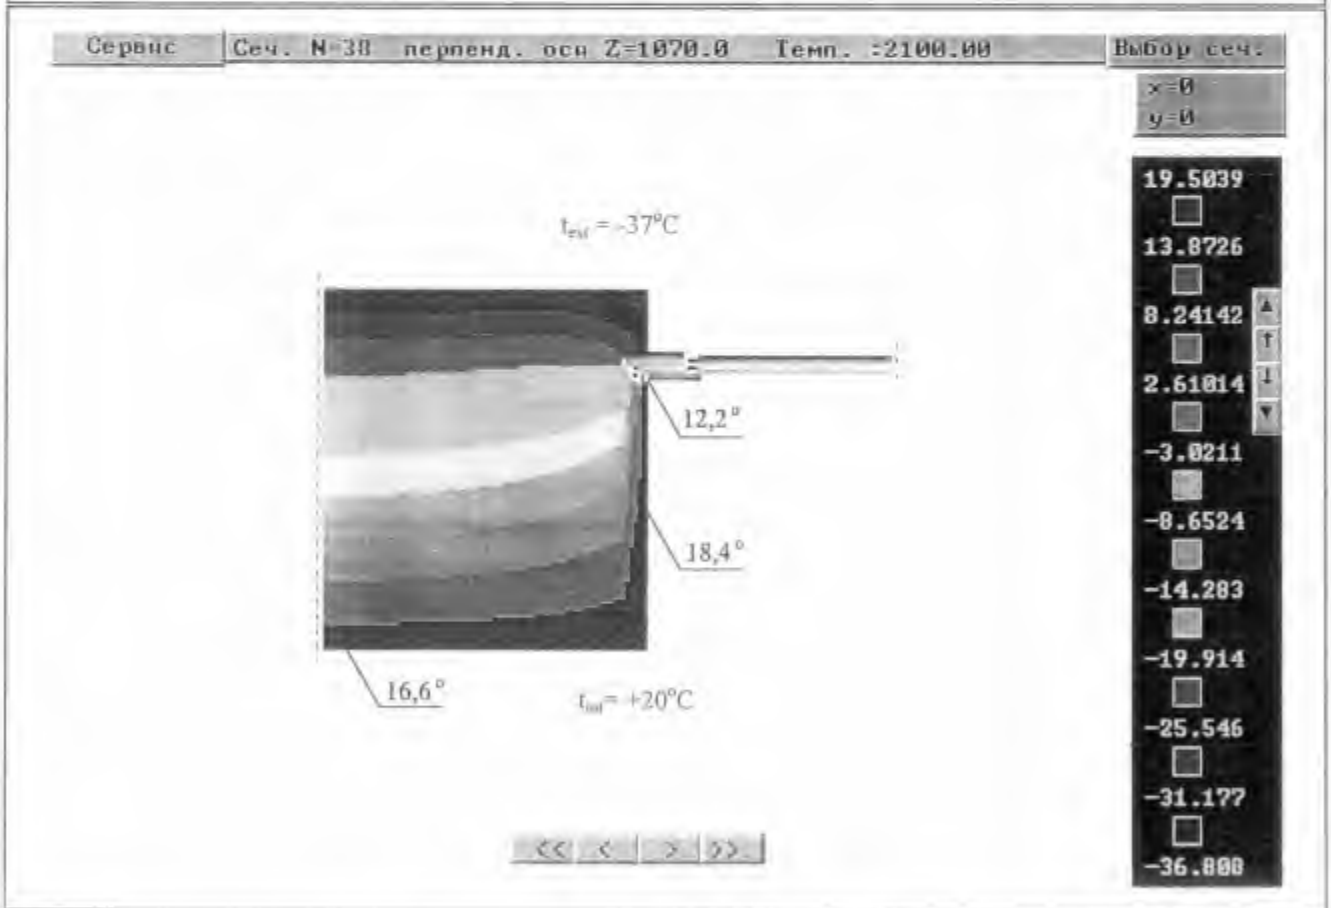 Сервис
Сеч. N=38 перпенд. оси Z=1070.0 Темп. :2100.00
Выбор сеч.
x=0
y=0
19.5039
13.8726
8.24142
2.61014
-3.0211
-8.6524
-14.283
-19.914
-25.546
-31.177
-36.808
t_ext = -37°C
12,2°
18,4°
16,6°
t_int = +20°C
<< < > >>